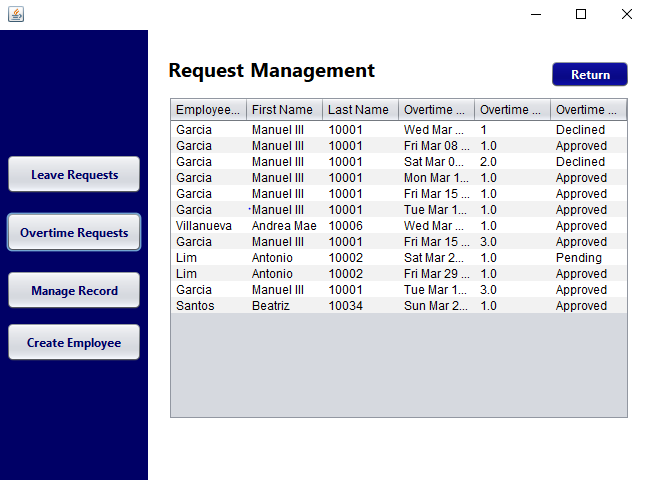 Request Management
Return
Leave Requests
Overtime Requests
Manage Record
Create Employee
Employee... First Name Last Name Overtime ... Overtime ... Overtime ...
Garcia Manuel III 10001 Wed Mar ... 1 Declined
Garcia Manuel III 10001 Fri Mar 08 ... 1.0 Approved
Garcia Manuel III 10001 Sat Mar 0... 2.0 Declined
Garcia Manuel III 10001 Mon Mar 1... 1.0 Approved
Garcia Manuel III 10001 Fri Mar 15 ... 1.0 Approved
Garcia Manuel III 10001 Tue Mar 1... 1.0 Approved
Villanueva Andrea Mae 10006 Wed Mar ... 1.0 Approved
Garcia Manuel III 10001 Fri Mar 15 ... 3.0 Approved
Lim Antonio 10002 Sat Mar 2... 1.0 Pending
Lim Antonio 10002 Fri Mar 29 ... 1.0 Approved
Garcia Manuel III 10001 Tue Mar 1... 3.0 Approved
Santos Beatriz 10034 Sun Mar 2... 1.0 Approved